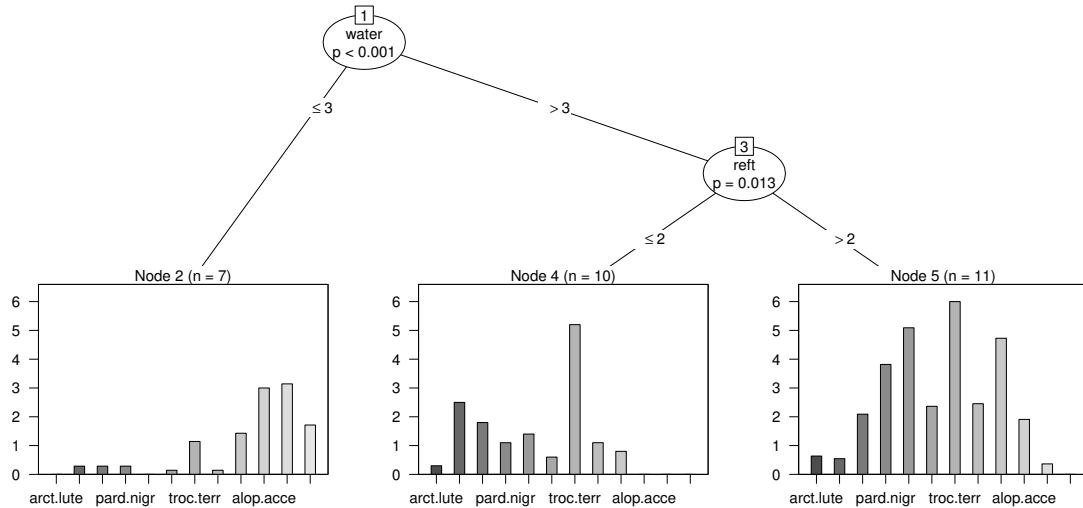 1
water
p < 0.001
≤ 3
> 3
3
reft
p = 0.013
≤ 2
> 2
Node 2 (n = 7)
6
5
4
3
2
1
0
arct.lute pard.nigr troc.terr alop.acce
Node 4 (n = 10)
6
5
4
3
2
1
0
arct.lute pard.nigr troc.terr alop.acce
Node 5 (n = 11)
6
5
4
3
2
1
0
arct.lute pard.nigr troc.terr alop.acce